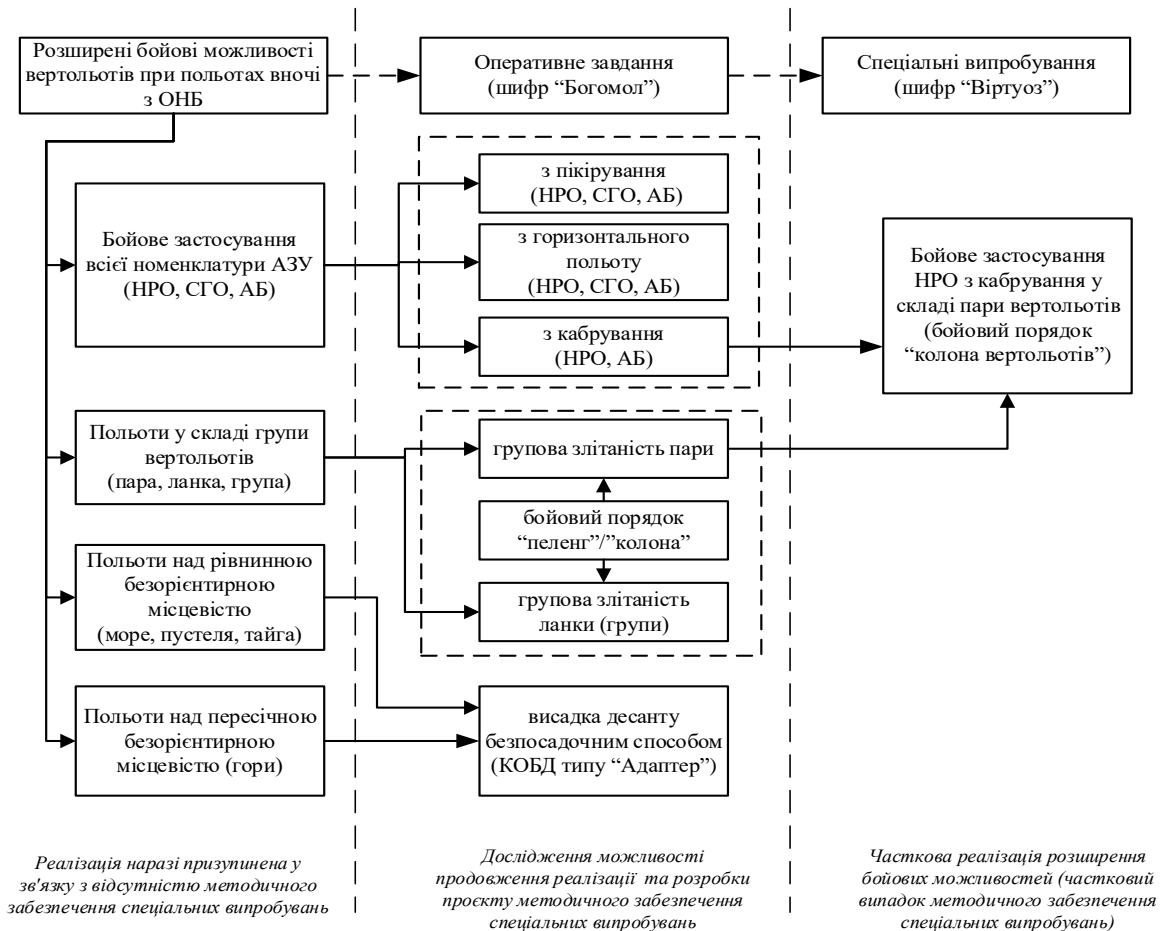 Розширені бойові можливості
вертольотів при польотах вночі
з ОНБ
Оперативне завдання
(шифр “Богомол”)
Спеціальні випробування
(шифр “Віртуоз”)
Бойове застосування
всієї номенклатури АЗУ
(НРО, СГО, АБ)
з пікірування
(НРО, СГО, АБ)
з горизонтального
польоту
(НРО, СГО, АБ)
з кабрування
(НРО, АБ)
Бойове застосування
НРО з кабрування у
складі пари вертольотів
(бойовий порядок
“колона вертольотів”)
Польоти у складі групи
вертольотів
(пара, ланка, група)
групова злітаність пари
бойовий порядок
“пеленг”/”колона”
групова злітаність
ланки (групи)
Польоти над рівнинною
безорієнтирною
місцевістю
(море, пустеля, тайга)
Польоти над пересічною
безорієнтирною
місцевістю (гори)
висадка десанту
безпосадочним способом
(КОБД типу “Адаптер”)
Реалізація наразі призупинена у
зв'язку з відсутністю методичного
забезпечення спеціальних випробувань
Дослідження можливості
продовження реалізації та розробки
проєкту методичного забезпечення
спеціальних випробувань
Часткова реалізація розширення
бойових можливостей (частковий
випадок методичного забезпечення
спеціальних випробувань)